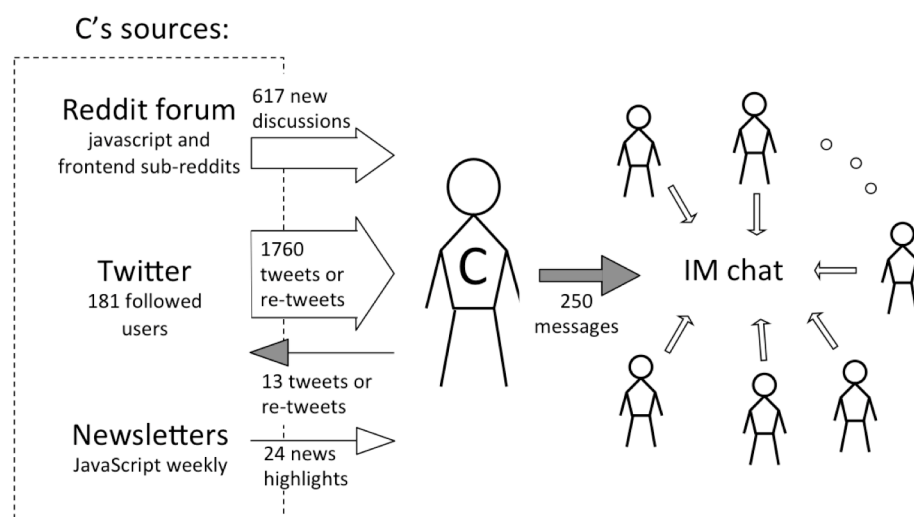 C's sources:
Reddit forum
javascript and
frontend sub-reddits
617 new
discussions
Twitter
181 followed
users
1760
tweets or
re-tweets
13 tweets or
re-tweets
Newsletters
JavaScript weekly
24 news
highlights
C
250
messages
IM chat